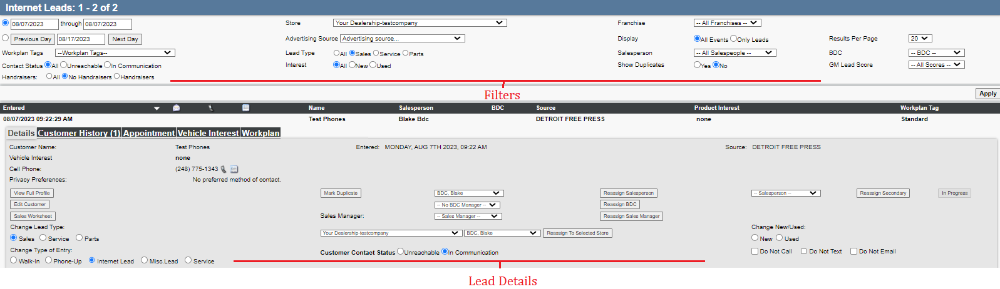 Internet Leads: 1 - 2 of 2
08/07/2023 through 08/07/2023 Store Your Dealership-testcompany Franchise -- All Franchises --
Previous Day 08/17/2023 Next Day Advertising Source Advertising source... Display All Events Only Leads Results Per Page 20
Workplan Tags --Workplan Tags-- Lead Type All Sales Service Parts Salesperson -- All Salespeople -- BDC -- BDC --
Contact Status All Unreachable In Communication Interest All New Used Show Duplicates Yes No GM Lead Score -- All Scores --
Handraisers: All No Handraisers Handraisers
Filters
Apply
Entered Name Salesperson BDC Source Product Interest Workplan Tag
08/07/2023 09:22:29 AM Test Phones Blake Bdc DETROIT FREE PRESS none Standard
Details Customer History (1) Appointment Vehicle Interest Workplan
Customer Name: Test Phones Entered: MONDAY, AUG 7TH 2023, 09:22 AM Source: DETROIT FREE PRESS
Vehicle Interest none
Cell Phone: (248) 775-1343
Privacy Preferences: No preferred method of contact.
View Full Profile Mark Duplicate BDC, Blake Reassign Salesperson -- Salesperson -- Reassign Secondary In Progress
Edit Customer -- No BDC Manager -- Reassign BDC
Sales Worksheet Sales Manager: -- Sales Manager -- Reassign Sales Manager
Change Lead Type: Change New/Used:
Sales Service Parts Your Dealership-testcompany BDC, Blake Reassign To Selected Store New Used
Change Type of Entry: Customer Contact Status Unreachable In Communication Do Not Call Do Not Text Do Not Email
Walk-In Phone-Up Internet Lead Misc.Lead Service
Lead Details